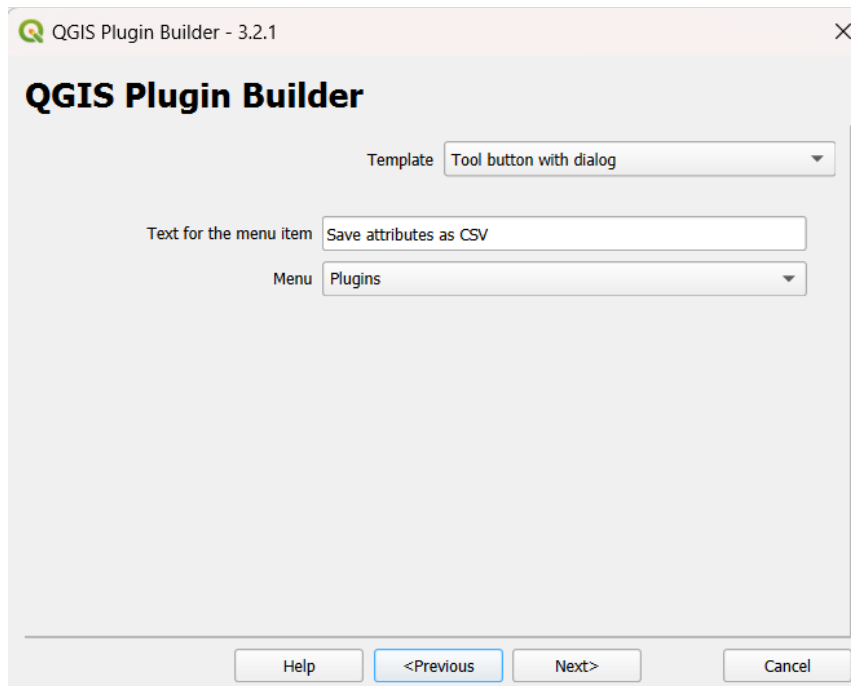 QGIS Plugin Builder - 3.2.1
QGIS Plugin Builder
Template Tool button with dialog
Text for the menu item Save attributes as CSV
Menu Plugins
Help <Previous Next> Cancel